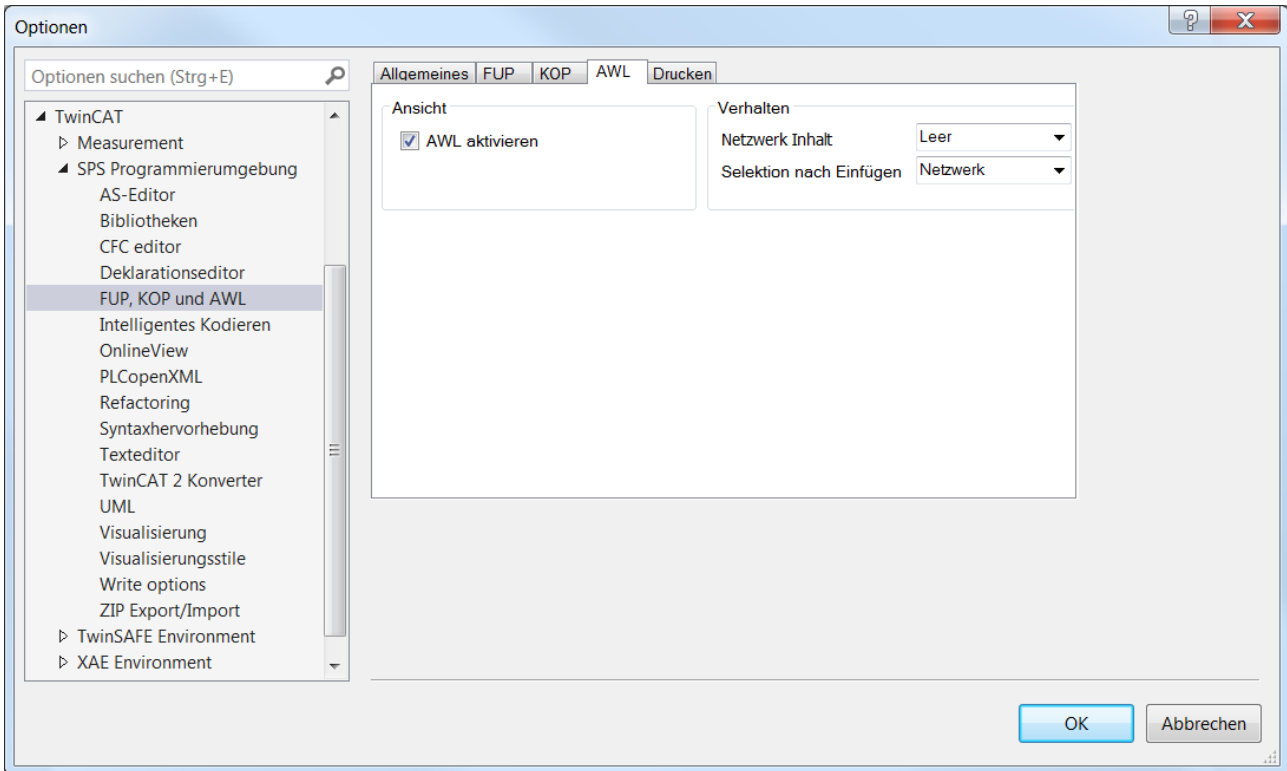 Optionen
Optionen suchen (Strg+E)
TwinCAT
Measurement
SPS Programmierumgebung
AS-Editor
Bibliotheken
CFC editor
Deklarationseditor
FUP, KOP und AWL
Intelligentes Kodieren
OnlineView
PLCopenXML
Refactoring
Syntaxhervorhebung
Texteditor
TwinCAT 2 Konverter
UML
Visualisierung
Visualisierungsstile
Write options
ZIP Export/Import
TwinSAFE Environment
XAE Environment
Allgemeines FUP KOP AWL Drucken
Ansicht
AWL aktivieren
Verhalten
Netzwerk Inhalt Leer
Selektion nach Einfügen Netzwerk
OK Abbrechen